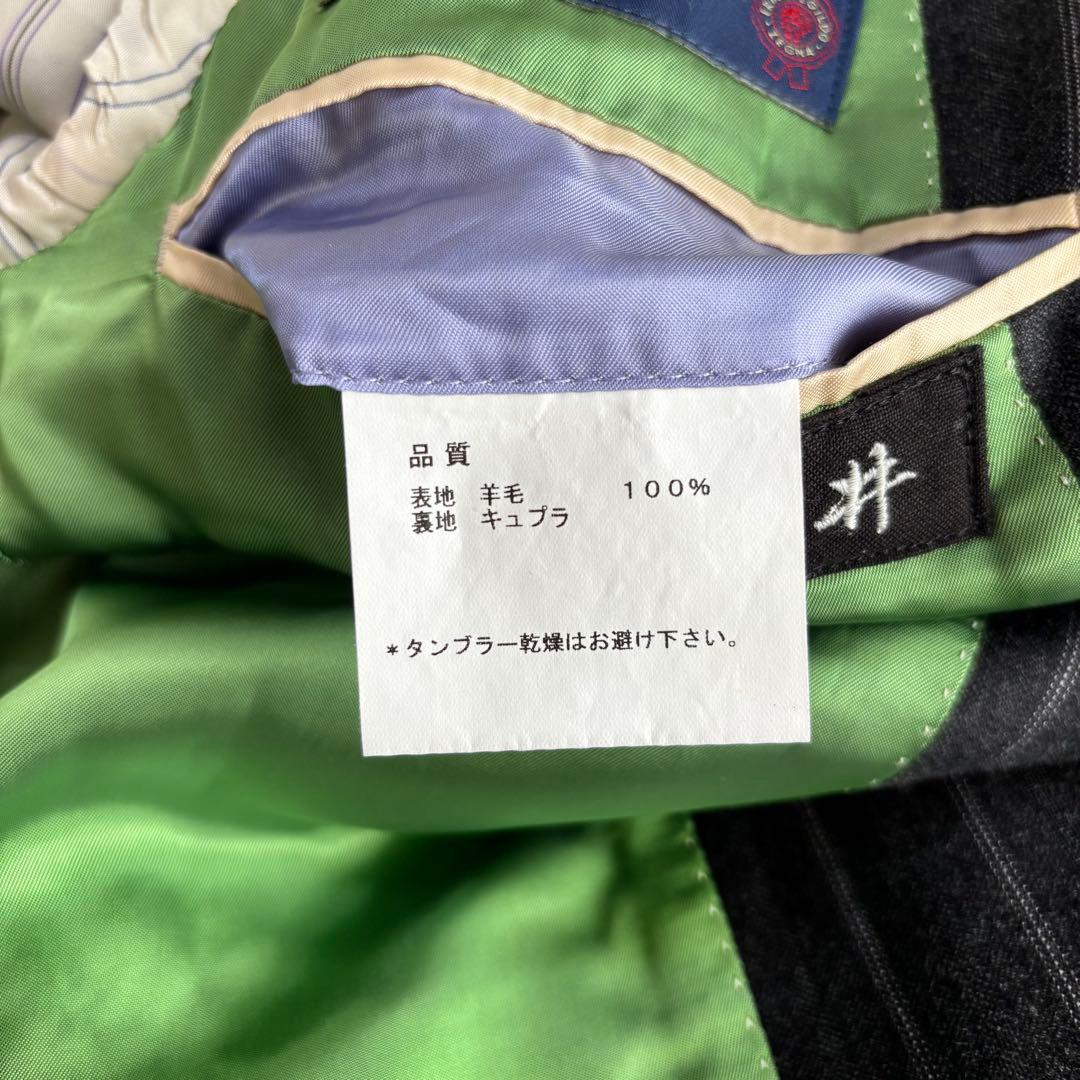 ZEGNA
品質
表地 羊毛 100%
裏地 キュプラ
井
*タンブラー乾燥はお避け下さい。